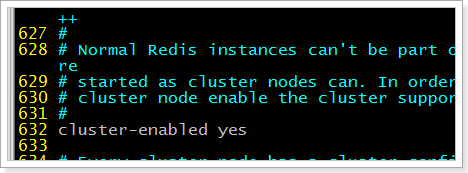 ++
627 #
628 # Normal Redis instances can't be part o
re
629 # started as cluster nodes can. In order
630 # cluster node enable the cluster suppor
631 #
632 cluster-enabled yes
633
634 # Every cluster node has a cluster confi